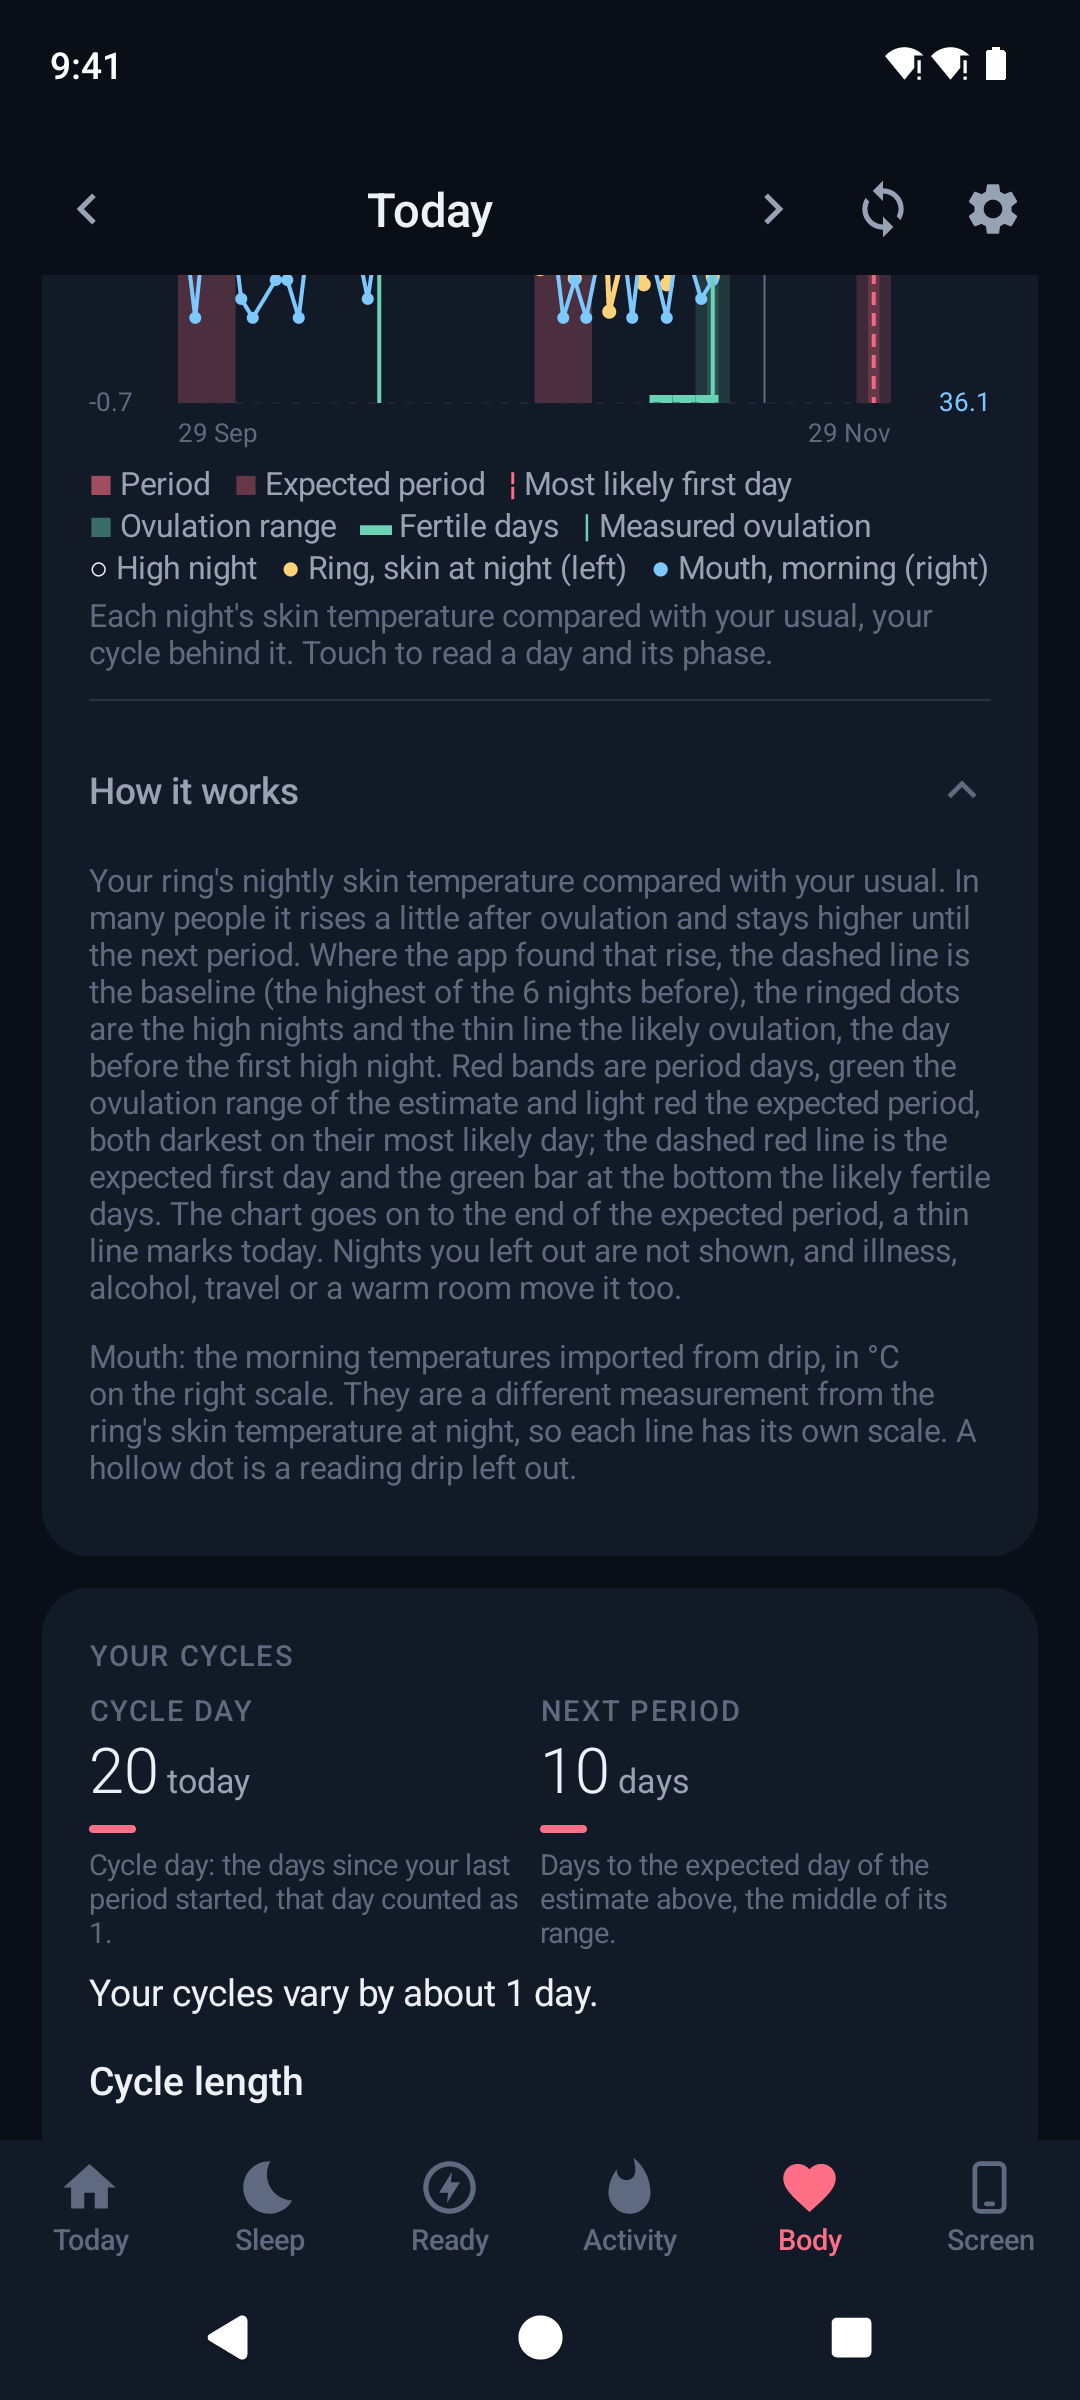 9:41
Today
-0.7
36.1
29 Sep
29 Nov
Period Expected period Most likely first day
Ovulation range Fertile days Measured ovulation
High night Ring, skin at night (left) Mouth, morning (right)
Each night's skin temperature compared with your usual, your
cycle behind it. Touch to read a day and its phase.
How it works
Your ring's nightly skin temperature compared with your usual. In
many people it rises a little after ovulation and stays higher until
the next period. Where the app found that rise, the dashed line is
the baseline (the highest of the 6 nights before), the ringed dots
are the high nights and the thin line the likely ovulation, the day
before the first high night. Red bands are period days, green the
ovulation range of the estimate and light red the expected period,
both darkest on their most likely day; the dashed red line is the
expected first day and the green bar at the bottom the likely fertile
days. The chart goes on to the end of the expected period, a thin
line marks today. Nights you left out are not shown, and illness,
alcohol, travel or a warm room move it too.
Mouth: the morning temperatures imported from drip, in °C
on the right scale. They are a different measurement from the
ring's skin temperature at night, so each line has its own scale. A
hollow dot is a reading drip left out.
YOUR CYCLES
CYCLE DAY
20 today
Cycle day: the days since your last
period started, that day counted as
1.
NEXT PERIOD
10 days
Days to the expected day of the
estimate above, the middle of its
range.
Your cycles vary by about 1 day.
Cycle length
Today
Sleep
Ready
Activity
Body
Screen